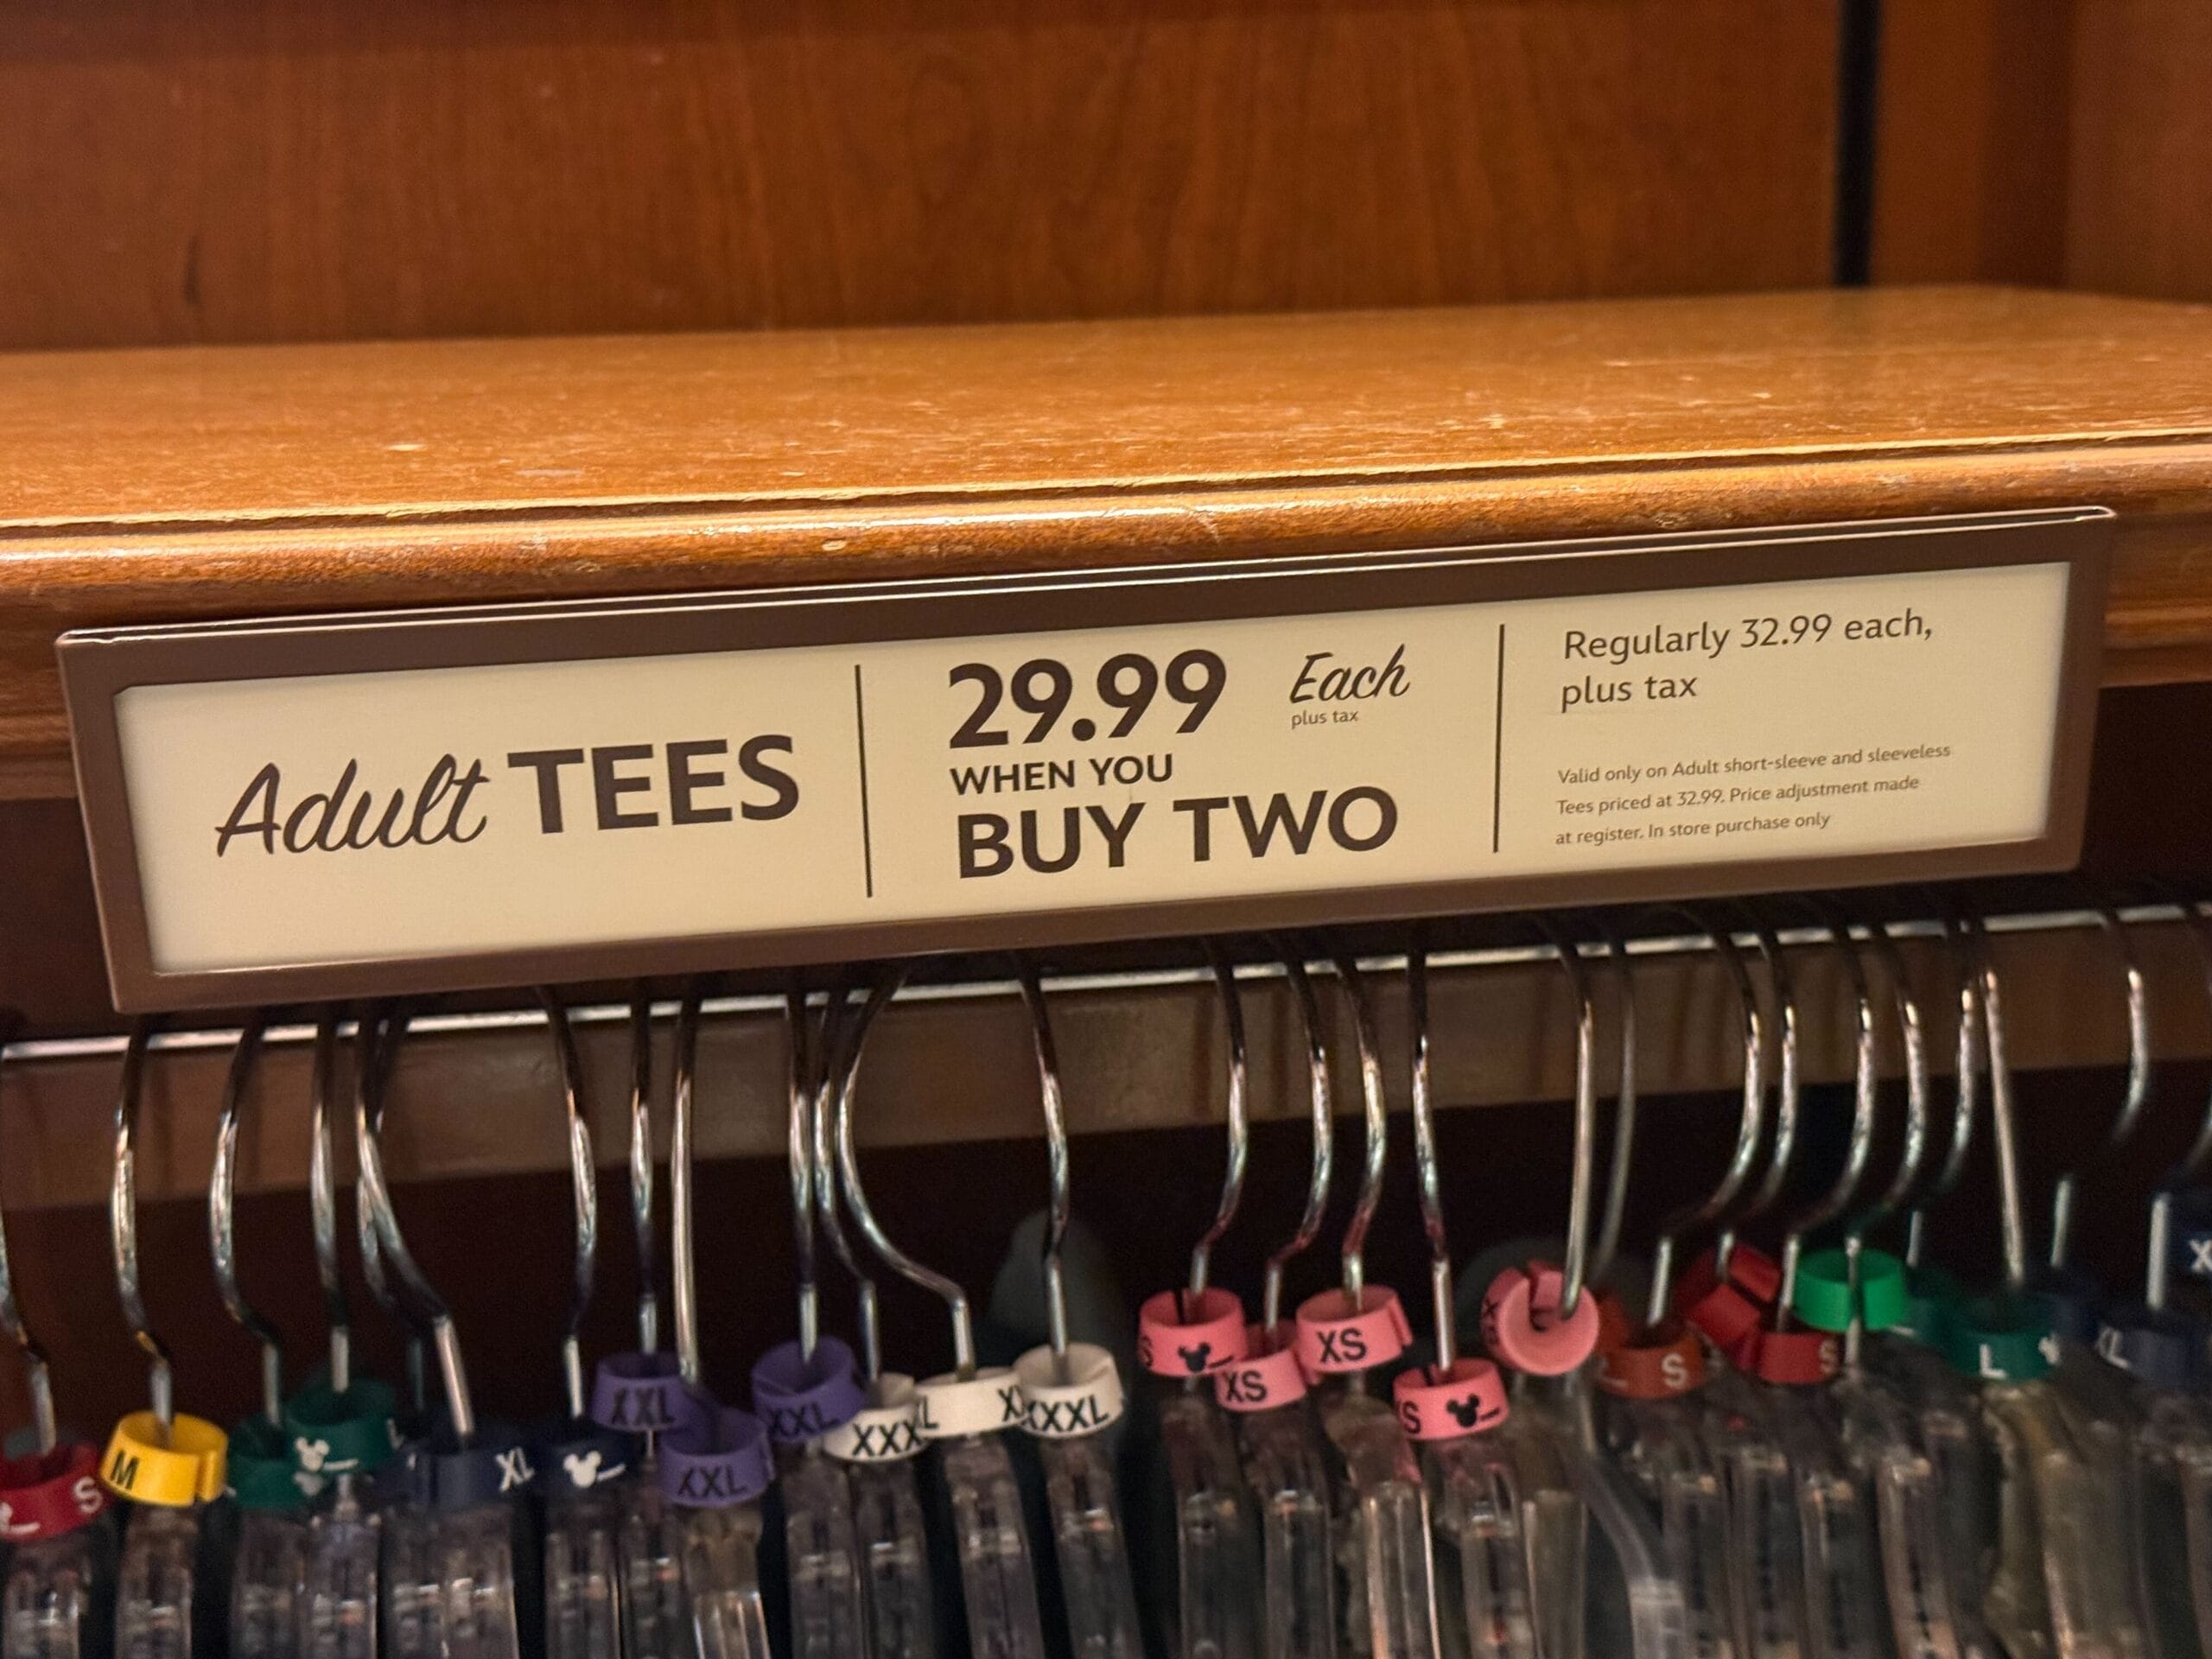 Adult TEES
29.99 Each
plus tax
WHEN YOU
BUY TWO
Regularly 32.99 each,
plus tax
Valid only on Adult short-sleeve and sleeveless
Tees priced at 32.99. Price adjustment made
at register. In store purchase only
S
M
XL
XXL
XXL
XXL
XXXL
XS
XS
S
S
L
XL